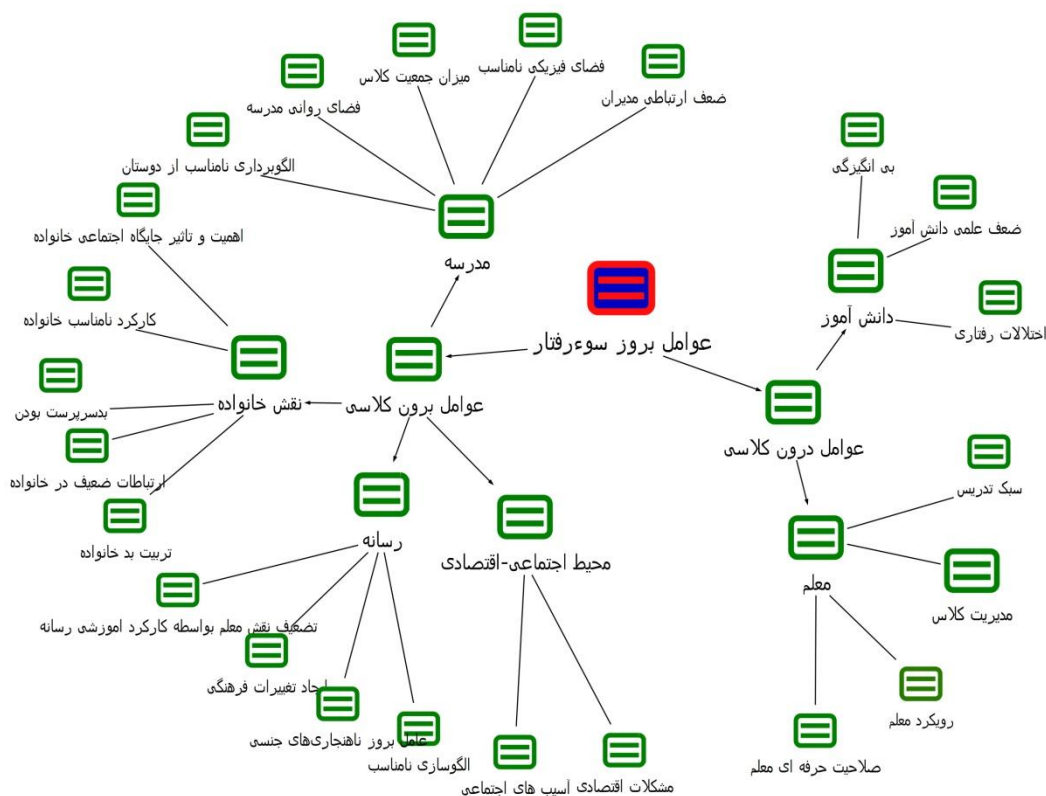 فضای فیزیکی نامناسب
میزان جمعیت کلاس
ضعف ارتباطی مدیران
فضای روانی مدرسه
الگوبرداری نامناسب از دوستان
بی انگیزگی
ضعف علمی دانش آموز
اهمیت و تاثیر جایگاه اجتماعی خانواده
مدرسه
دانش آموز
کارکرد نامناسب خانواده
اختلالات رفتاری
عوامل بروز سوءرفتار
نقش خانواده
عوامل برون کلاسی
بدسرپرست بودن
عوامل درون کلاسی
ارتباطات ضعیف در خانواده
سبک تدریس
رسانه
تربیت بد خانواده
محیط اجتماعی-اقتصادی
معلم
مدیریت کلاس
تضعیف نقش معلم بواسطه کارکرد اموزشی رسانه
ایجاد تغییرات فرهنگی
رویکرد معلم
عامل بروز ناهنجاری‌های جنسی
الگوسازی نامناسب
آسیب های اجتماعی
مشکلات اقتصادی
صلاحیت حرفه ای معلم